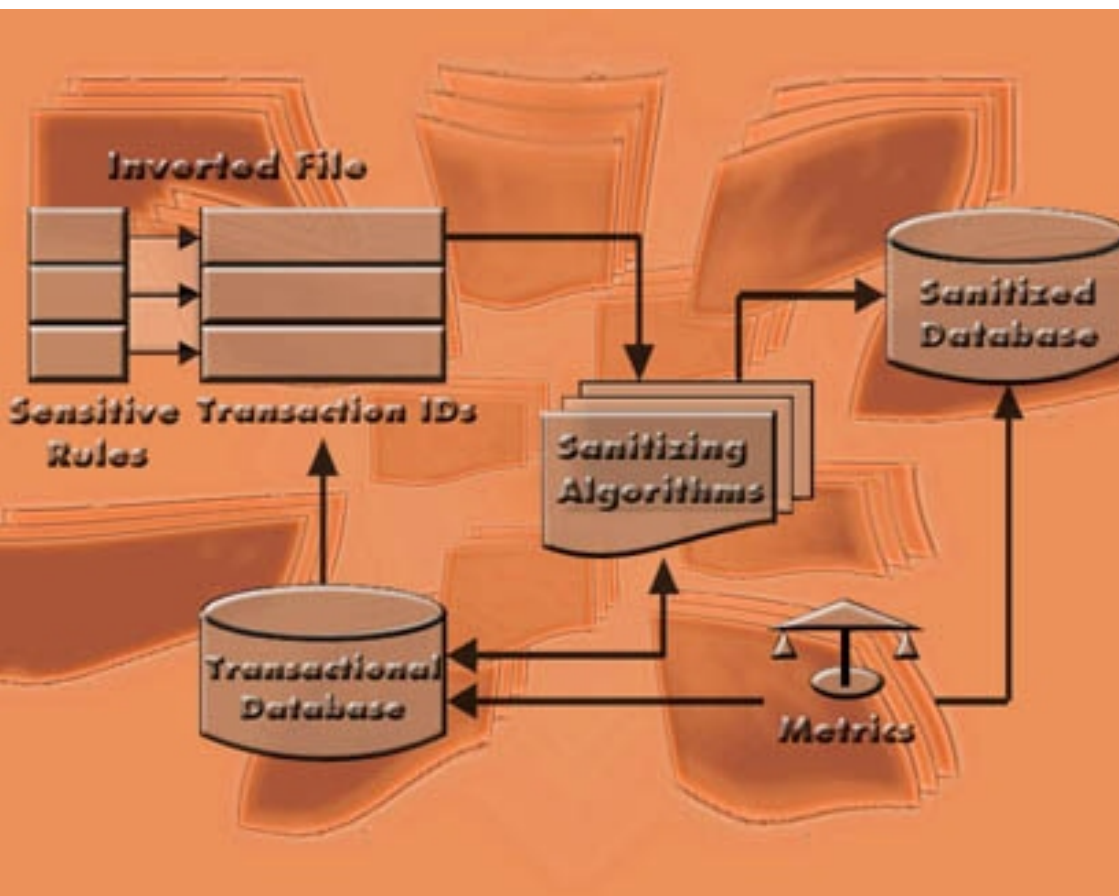 Inverted File
Sensitive
Rules
Transaction IDs
Sanitized
Database
Sanitizing
Algorithms
Transactional
Database
Metrics